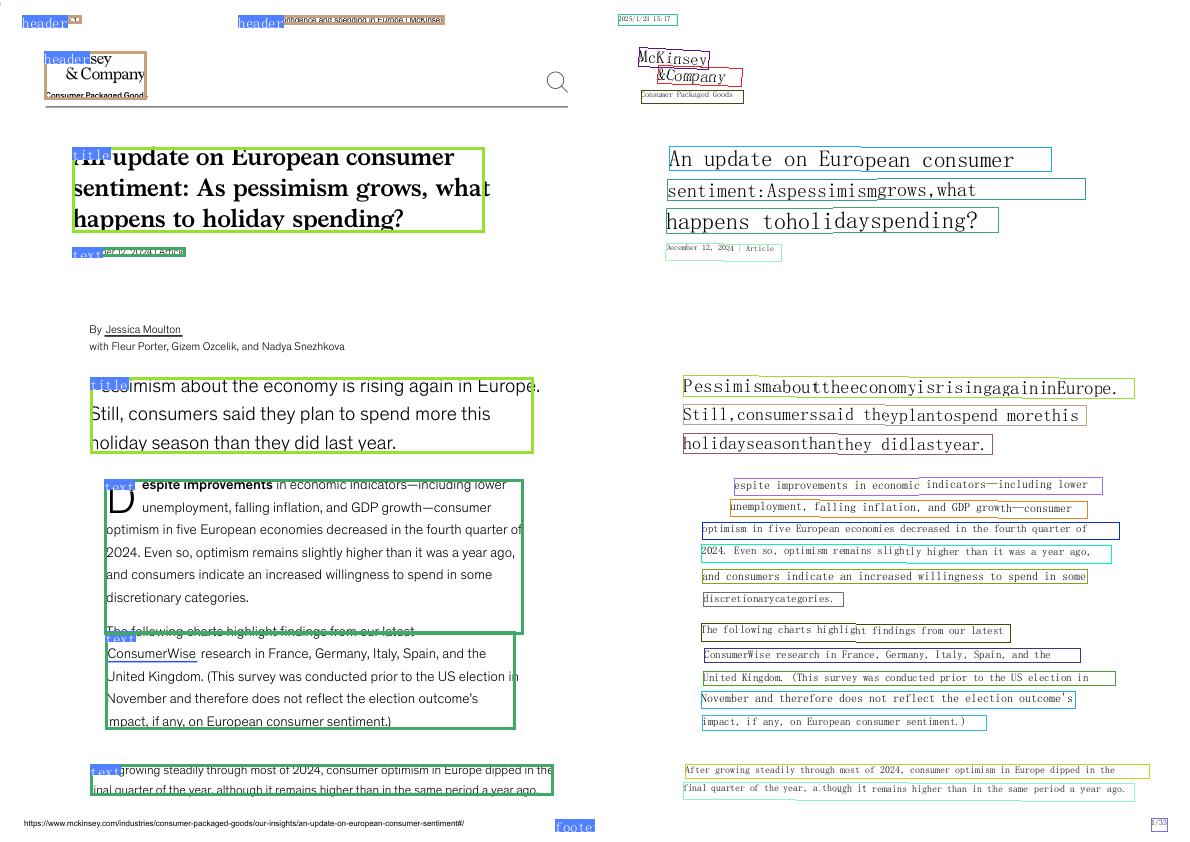 header
header onfidence and spending in Europe | McKinsey
header sey
& Company
Consumer Packaged Goods
title
An update on European consumer
sentiment: As pessimism grows, what
happens to holiday spending?
text ber 12, 2024 | Article
By Jessica Moulton
with Fleur Porter, Gizem Ozcelik, and Nadya Snezhkova
title
essimism about the economy is rising again in Europe.
Still, consumers said they plan to spend more this
holiday season than they did last year.
text
Despite improvements in economic indicators—including lower
unemployment, falling inflation, and GDP growth—consumer
optimism in five European economies decreased in the fourth quarter of
2024. Even so, optimism remains slightly higher than it was a year ago,
and consumers indicate an increased willingness to spend in some
discretionary categories.
The following charts highlight findings from our latest
text
ConsumerWise research in France, Germany, Italy, Spain, and the
United Kingdom. (This survey was conducted prior to the US election in
November and therefore does not reflect the election outcome's
impact, if any, on European consumer sentiment.)
text growing steadily through most of 2024, consumer optimism in Europe dipped in the
final quarter of the year, although it remains higher than in the same period a year ago.
https://www.mckinsey.com/industries/consumer-packaged-goods/our-insights/an-update-on-european-consumer-sentiment#/
foote
2025/1/23 15:17
McKinsey
&Company
Consumer Packaged Goods
An update on European consumer
sentiment:Aspessimismgrows,what
happens toholidayspending?
December 12, 2024 | Article
Pessimismabouttheeconomyisrisingagain​inEurope.
Still,consumerssaid theyplantospend morethis
holidayseasonthanthey didlastyear.
espite improvements in economic indicators—including lower
unemployment, falling inflation, and GDP growth—consumer
optimism in five European economies decreased in the fourth quarter of
2024. Even so, optimism remains slightly higher than it was a year ago,
and consumers indicate an increased willingness to spend in some
discretionarycategories.
The following charts highlight findings from our latest
ConsumerWise research in France, Germany, Italy, Spain, and the
United Kingdom. (This survey was conducted prior to the US election in
November and therefore does not reflect the election outcome's
impact, if any, on European consumer sentiment.)
After growing steadily through most of 2024, consumer optimism in Europe dipped in the
final quarter of the year, a.though it remains higher than in the same period a year ago.
1/33